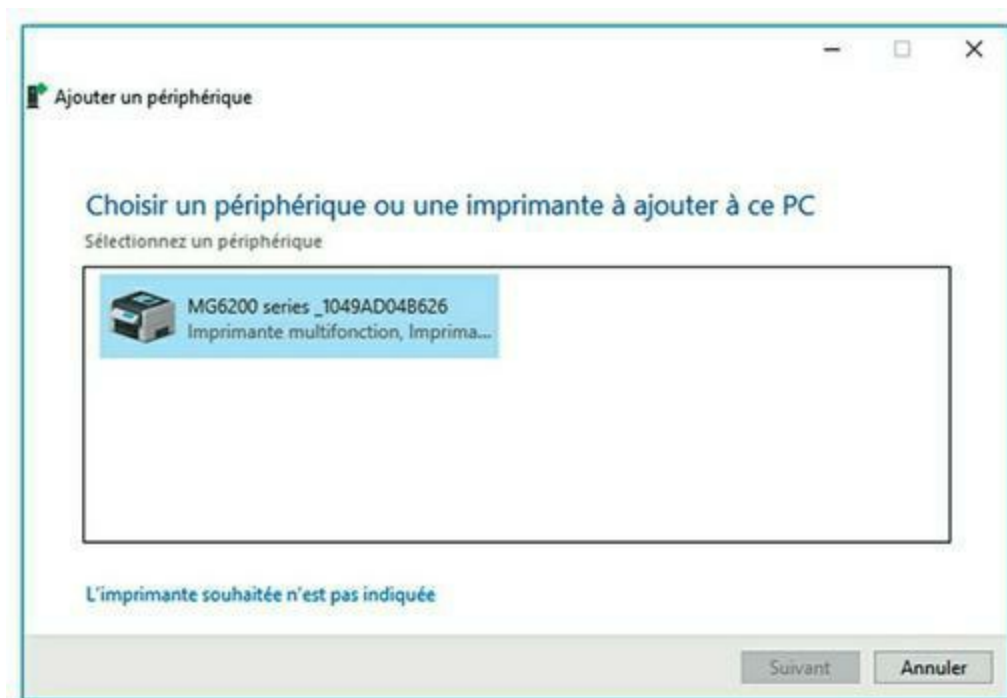 Ajouter un périphérique
Choisir un périphérique ou une imprimante à ajouter à ce PC
Sélectionnez un périphérique
MG6200 series _1049AD04B626
Imprimante multifonction, Imprima...
L'imprimante souhaitée n'est pas indiquée
Suivant Annuler